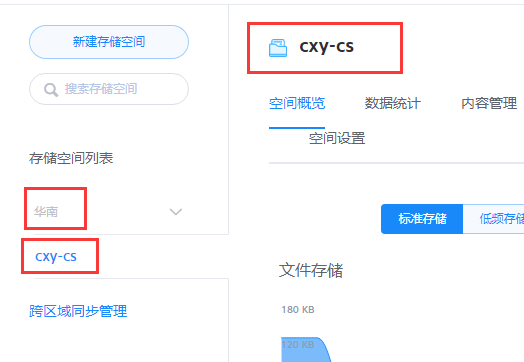 新建存储空间
搜索存储空间
存储空间列表
华南
cxy-cs
跨区域同步管理
cxy-cs
空间概览 数据统计 内容管理
空间设置
标准存储 低频存储
文件存储
180 KB
120 KB